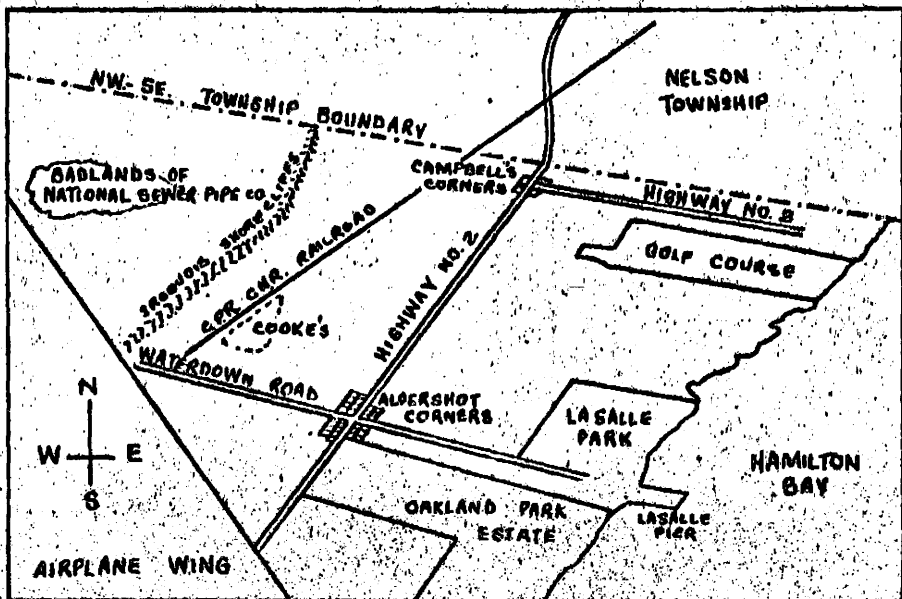 NW.-SE. TOWNSHIP BOUNDARY
NELSON
TOWNSHIP
BADLANDS OF
NATIONAL SEWER PIPE CO.
CAMPBELL'S
CORNERS
HIGHWAY NO. 8
IROQUOIS SHORE CLIFFS
C.P.R. C.N.R. RAILROAD
GOLF COURSE
COOKE'S
HIGHWAY NO. 2
WATERDOWN ROAD
ALDERSHOT
CORNERS
LASALLE
PARK
HAMILTON
BAY
N
W E
S
OAKLAND PARK
ESTATE
LASALLE
PIER
AIRPLANE WING